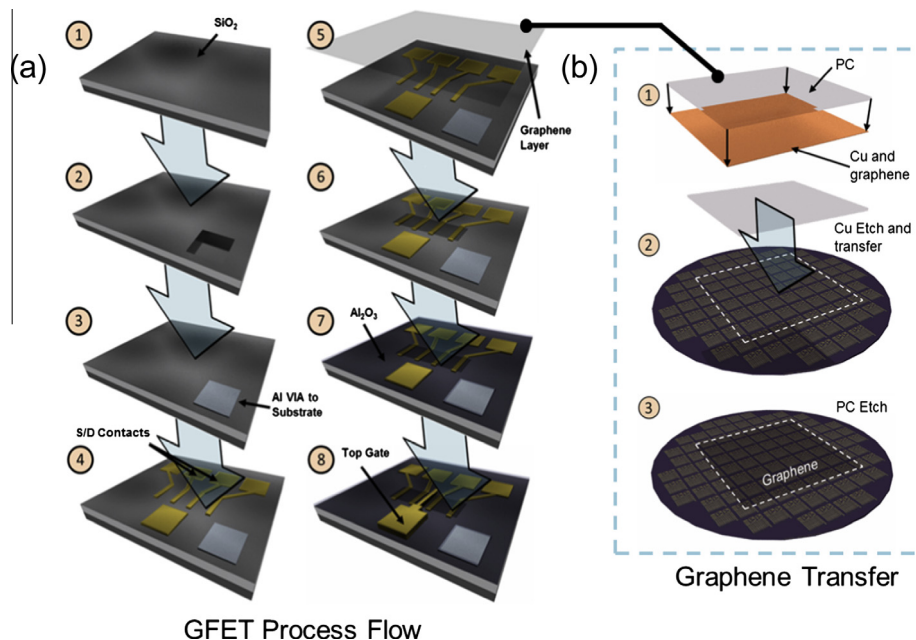 (a)
1
SiO2
2
3
Al VIA to
Substrate
S/D Contacts
4
5
Graphene
Layer
6
7
Al2O3
8
Top Gate
GFET Process Flow
(b)
1
PC
Cu and
graphene
Cu Etch and
transfer
2
3
PC Etch
Graphene
Graphene Transfer